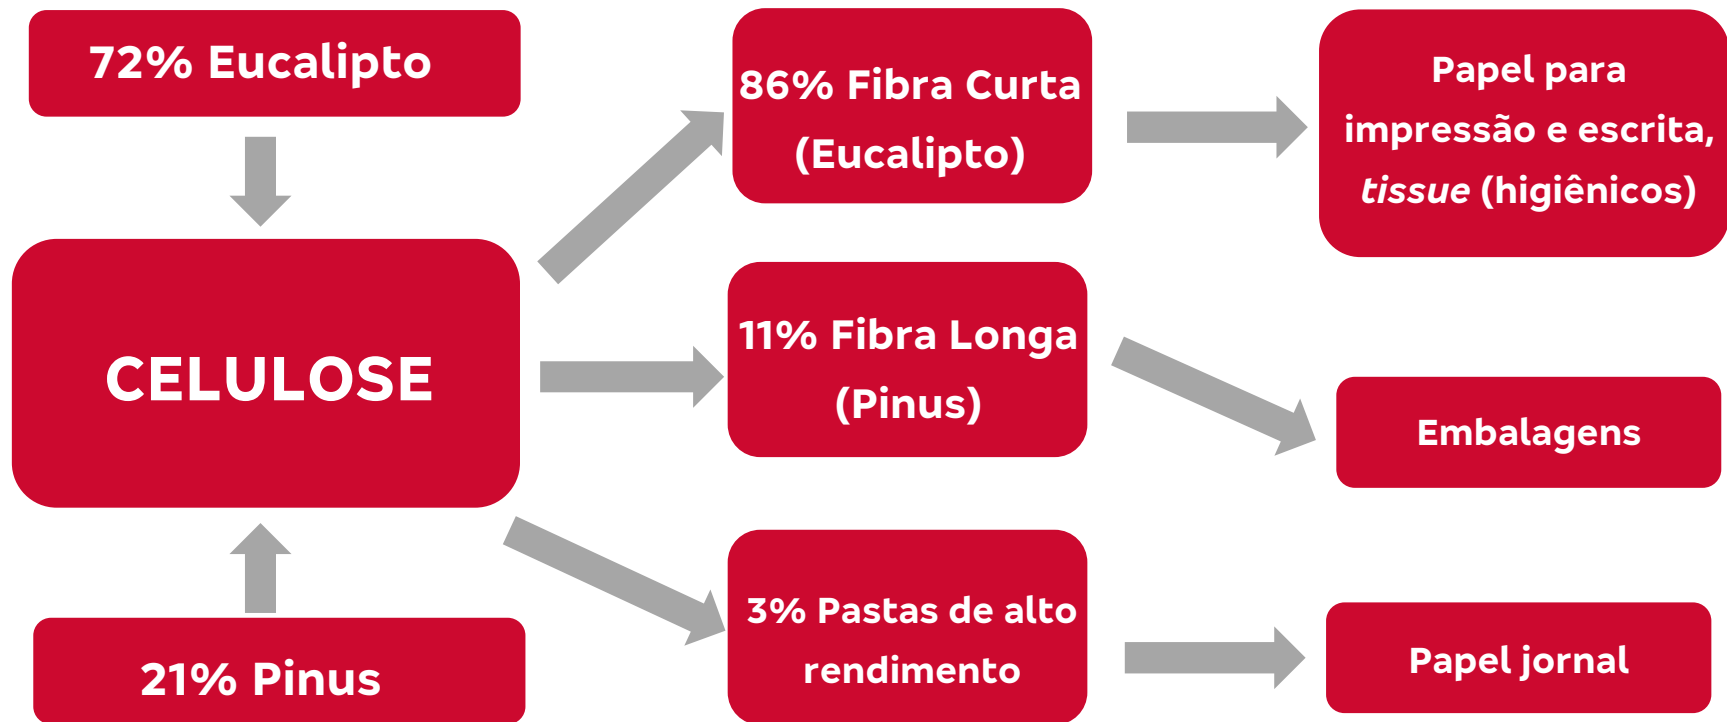 72% Eucalipto
CELULOSE
21% Pinus
86% Fibra Curta
(Eucalipto)
11% Fibra Longa
(Pinus)
3% Pastas de alto
rendimento
Papel para
impressão e escrita,
tissue (higiênicos)
Embalagens
Papel jornal